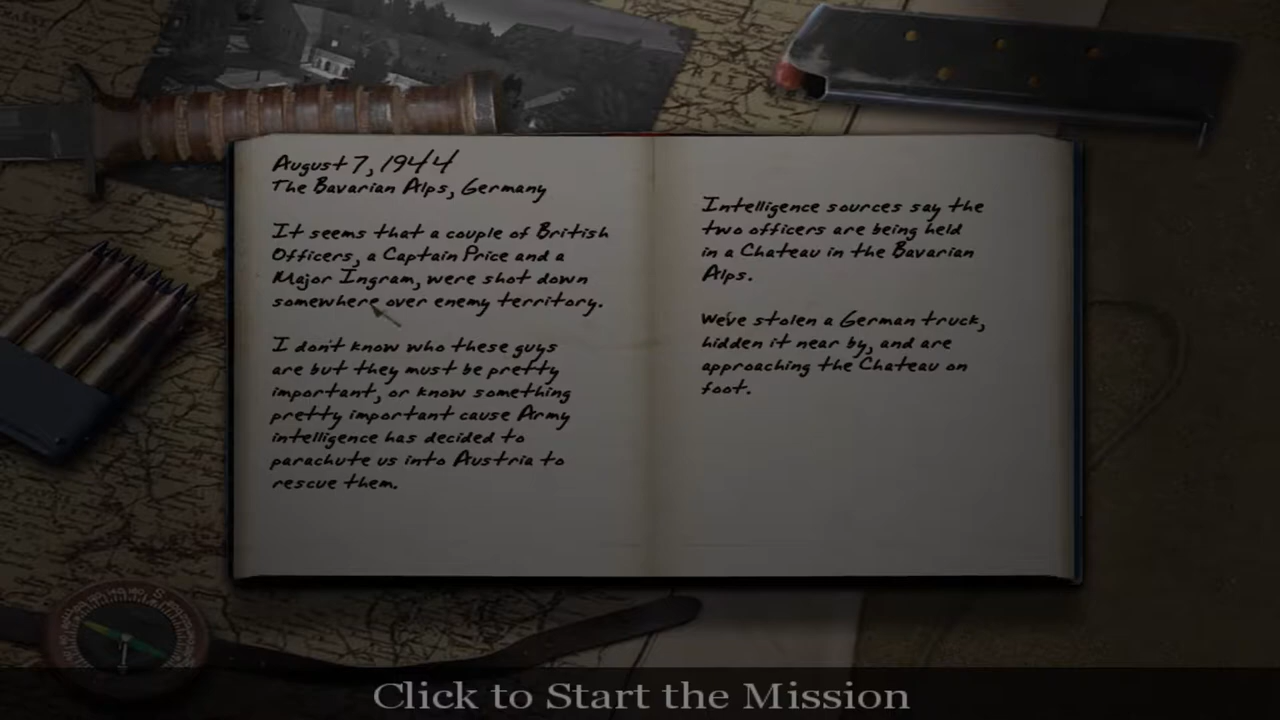 August 7, 1944
The Bavarian Alps, Germany
It seems that a couple of British
Officers, a Captain Price and a
Major Ingram, were shot down
somewhere over enemy territory.
I don't know who these guys
are but they must be pretty
important, or know something
pretty important cause Army
intelligence has decided to
parachute us into Austria to
rescue them.
Intelligence sources say the
two officers are being held
in a Chateau in the Bavarian
Alps.
We've stolen a German truck,
hidden it near by, and are
approaching the Chateau on
foot.
Click to Start the Mission